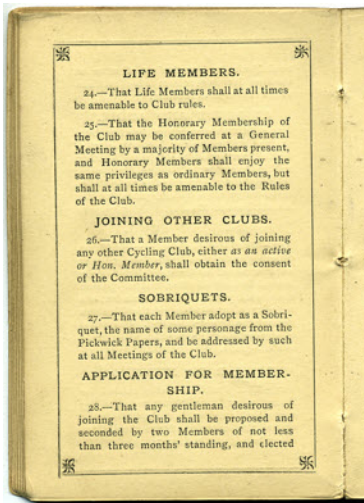 LIFE MEMBERS.
24.—That Life Members shall at all times
be amenable to Club rules.
25.—That the Honorary Membership of
the Club may be conferred at a General
Meeting by a majority of Members present,
and Honorary Members shall enjoy the
same privileges as ordinary Members, but
shall at all times be amenable to the Rules
of the Club.
JOINING OTHER CLUBS.
26.—That a Member desirous of joining
any other Cycling Club, either as an active
or Hon. Member, shall obtain the consent
of the Committee.
SOBRIQUETS.
27.—That each Member adopt as a Sobri-
quet, the name of some personage from the
Pickwick Papers, and be addressed by such
at all Meetings of the Club.
APPLICATION FOR MEMBER-
SHIP.
28.—That any gentleman desirous of
joining the Club shall be proposed and
seconded by two Members of not less
than three months' standing, and elected